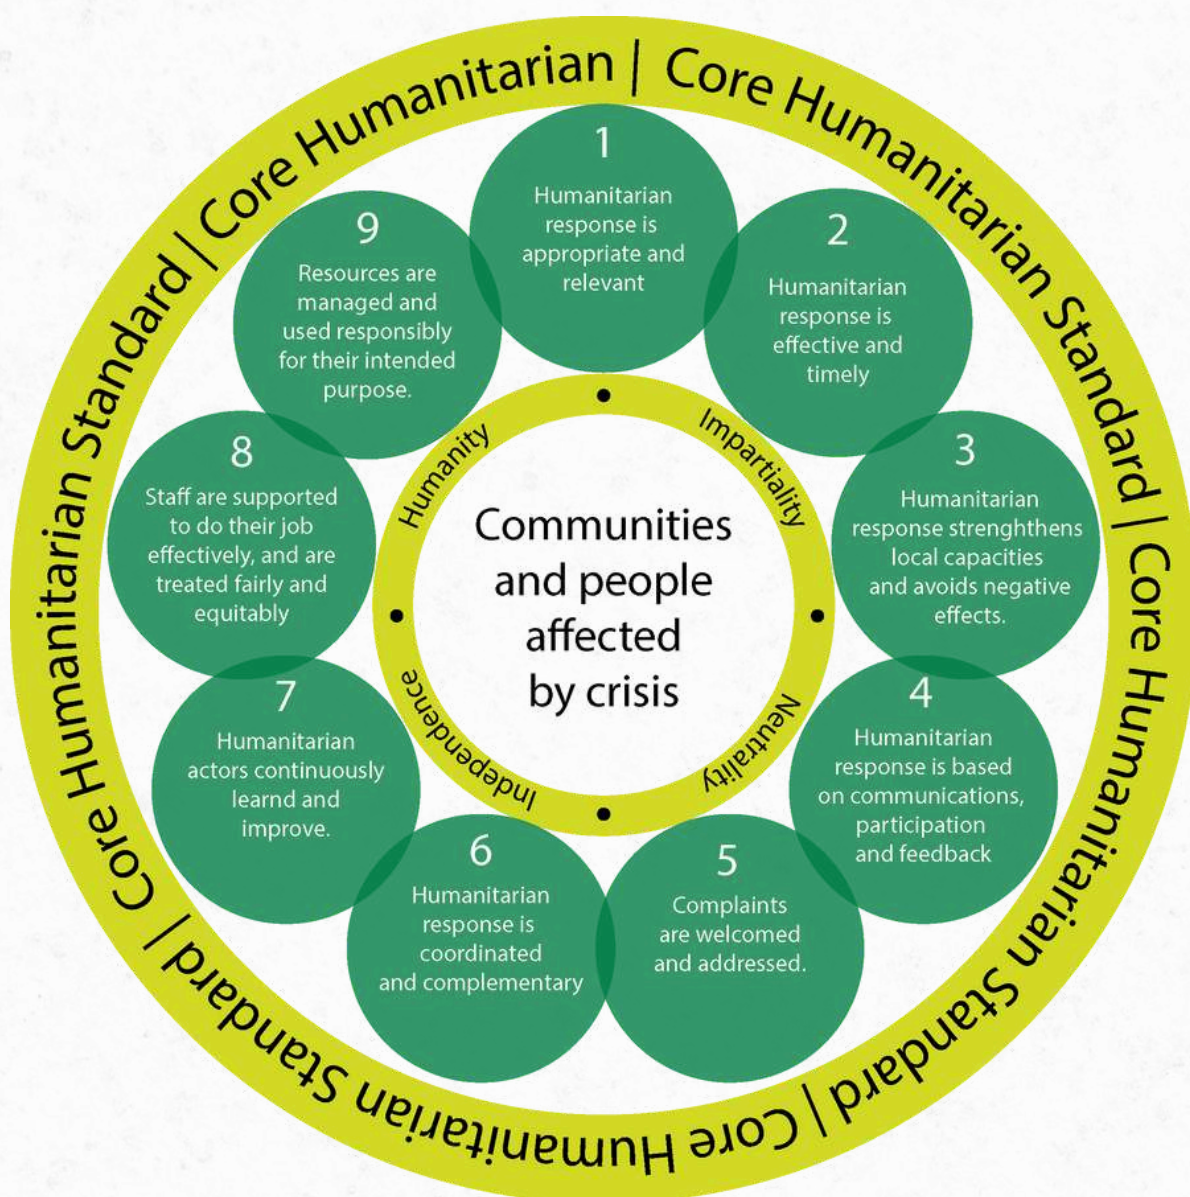 Core Humanitarian Standard | Core Humanitarian Standard | Core Humanitarian Standard | Core Humanitarian Standard | Core Humanitarian |
1
Humanitarian
response is
appropriate and
relevant
2
Humanitarian
response is
effective and
timely
3
Humanitarian
response strenghthens
local capacities
and avoids negative
effects.
4
Humanitarian
response is based
on communications,
participation
and feedback
5
Complaints
are welcomed
and addressed.
6
Humanitarian
response is
coordinated
and complementary
7
Humanitarian
actors continuously
learnd and
improve.
8
Staff are supported
to do their job
effectively, and are
treated fairly and
equitably
9
Resources are
managed and
used responsibly
for their intended
purpose.
Humanity
Impartiality
Neutrality
Independence
Communities
and people
affected
by crisis